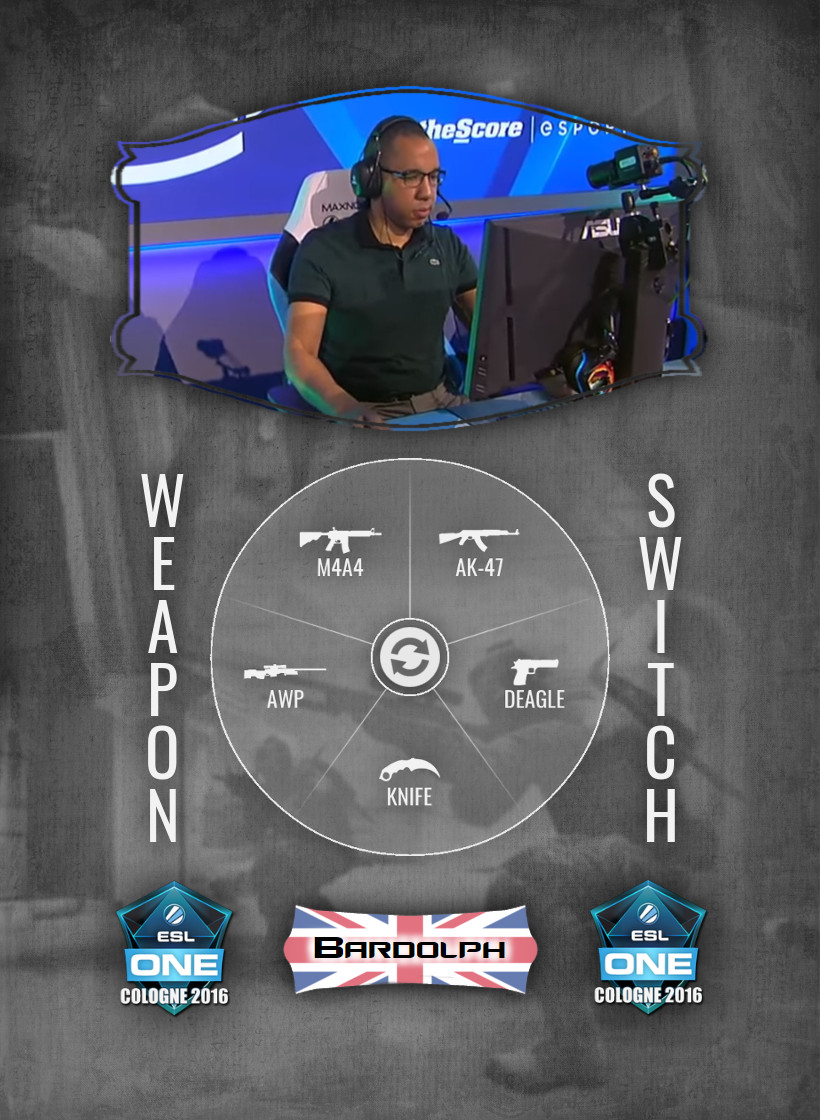 theScore | eSPORT
MAXNO
ASU
WEAPON
SWITCH
M4A4
AK-47
AWP
DEAGLE
KNIFE
ESL
ONE
COLOGNE 2016
BARDOLPH
ESL
ONE
COLOGNE 2016